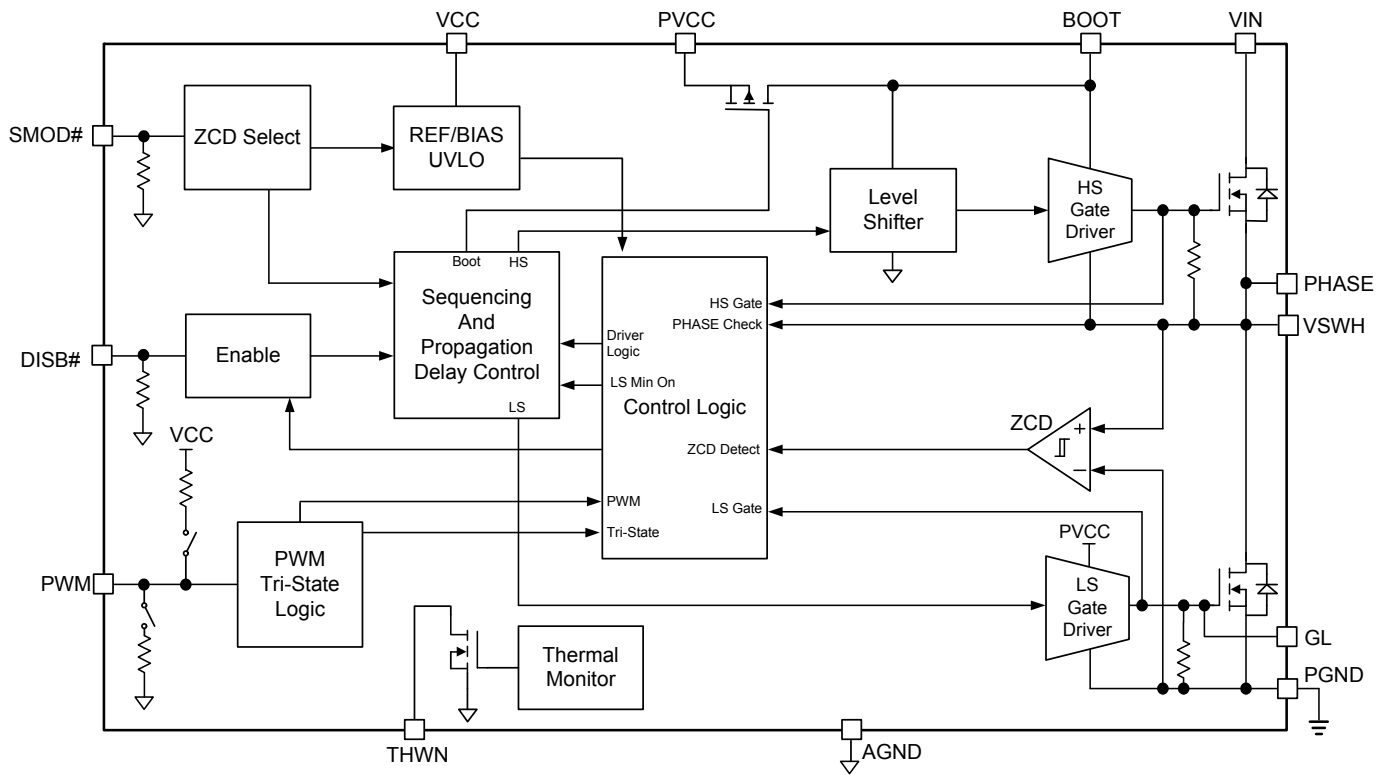 VCC
PVCC
BOOT
VIN
SMOD#
ZCD Select
REF/BIAS
UVLO
Level
Shifter
HS
Gate
Driver
Boot
HS
Sequencing
And
Propagation
Delay Control
LS
HS Gate
PHASE Check
Driver
Logic
LS Min On
Control Logic
ZCD Detect
LS Gate
PWM
Tri-State
PHASE
VSWH
DISB#
Enable
ZCD
+
−
VCC
PWM
PWM
Tri-State
Logic
PVCC
LS
Gate
Driver
GL
PGND
Thermal
Monitor
THWN
AGND